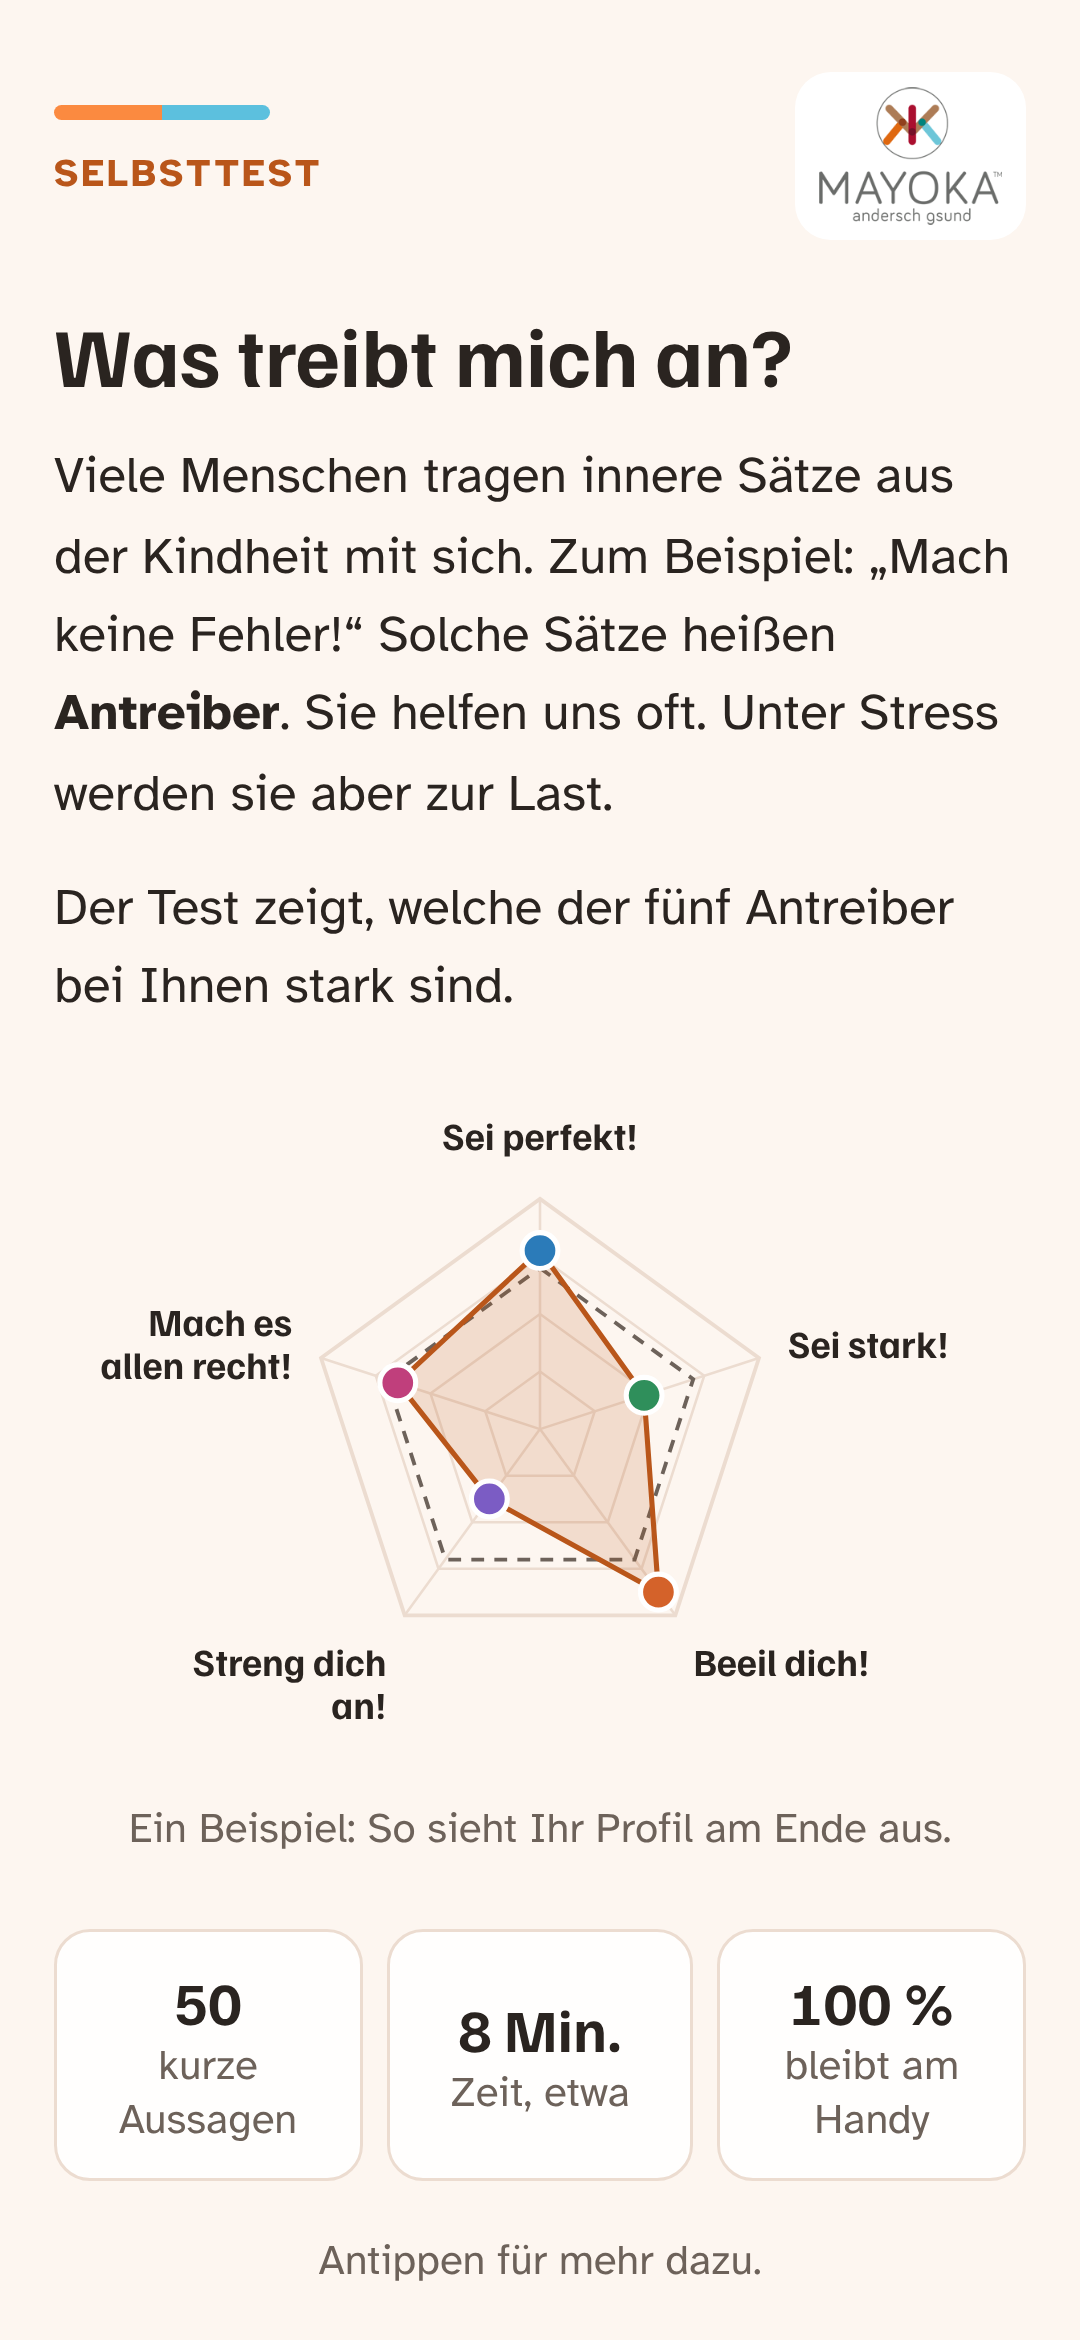 SELBSTTEST
MAYOKA™
andersch gsund
Was treibt mich an?
Viele Menschen tragen innere Sätze aus
der Kindheit mit sich. Zum Beispiel: „Mach
keine Fehler!“ Solche Sätze heißen
Antreiber. Sie helfen uns oft. Unter Stress
werden sie aber zur Last.
Der Test zeigt, welche der fünf Antreiber
bei Ihnen stark sind.
Sei perfekt!
Mach es
allen recht!
Sei stark!
Streng dich
an!
Beeil dich!
Ein Beispiel: So sieht Ihr Profil am Ende aus.
50
kurze
Aussagen
8 Min.
Zeit, etwa
100 %
bleibt am
Handy
Antippen für mehr dazu.